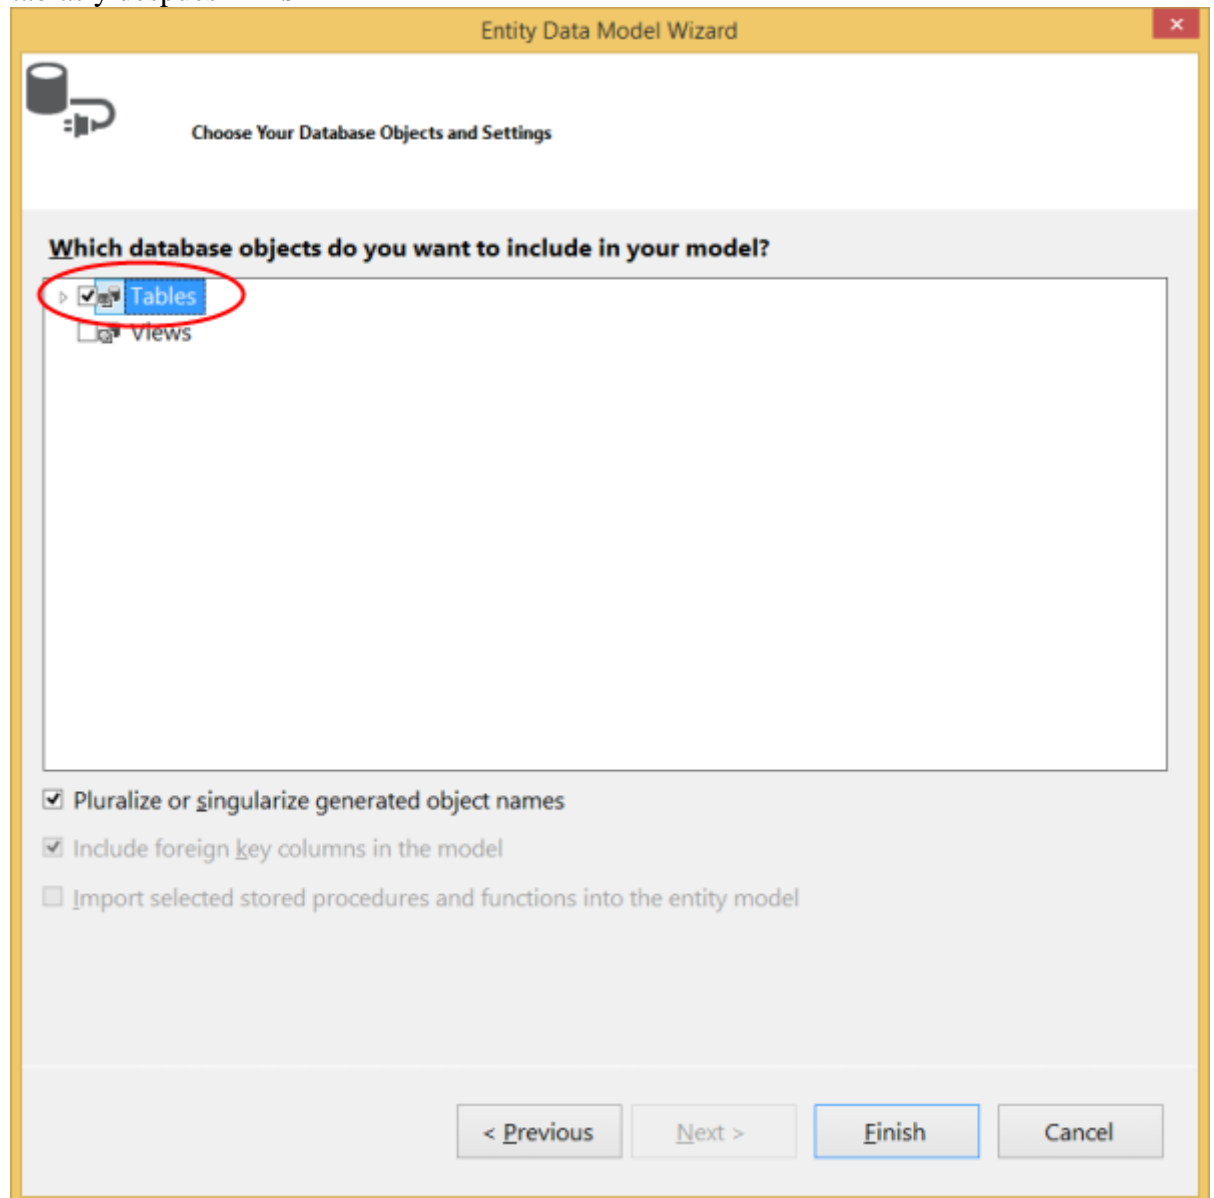 Entity Data Model Wizard
Choose Your Database Objects and Settings
Which database objects do you want to include in your model?
Tables
Views
Pluralize or singularize generated object names
Include foreign key columns in the model
Import selected stored procedures and functions into the entity model
< Previous Next > Finish Cancel